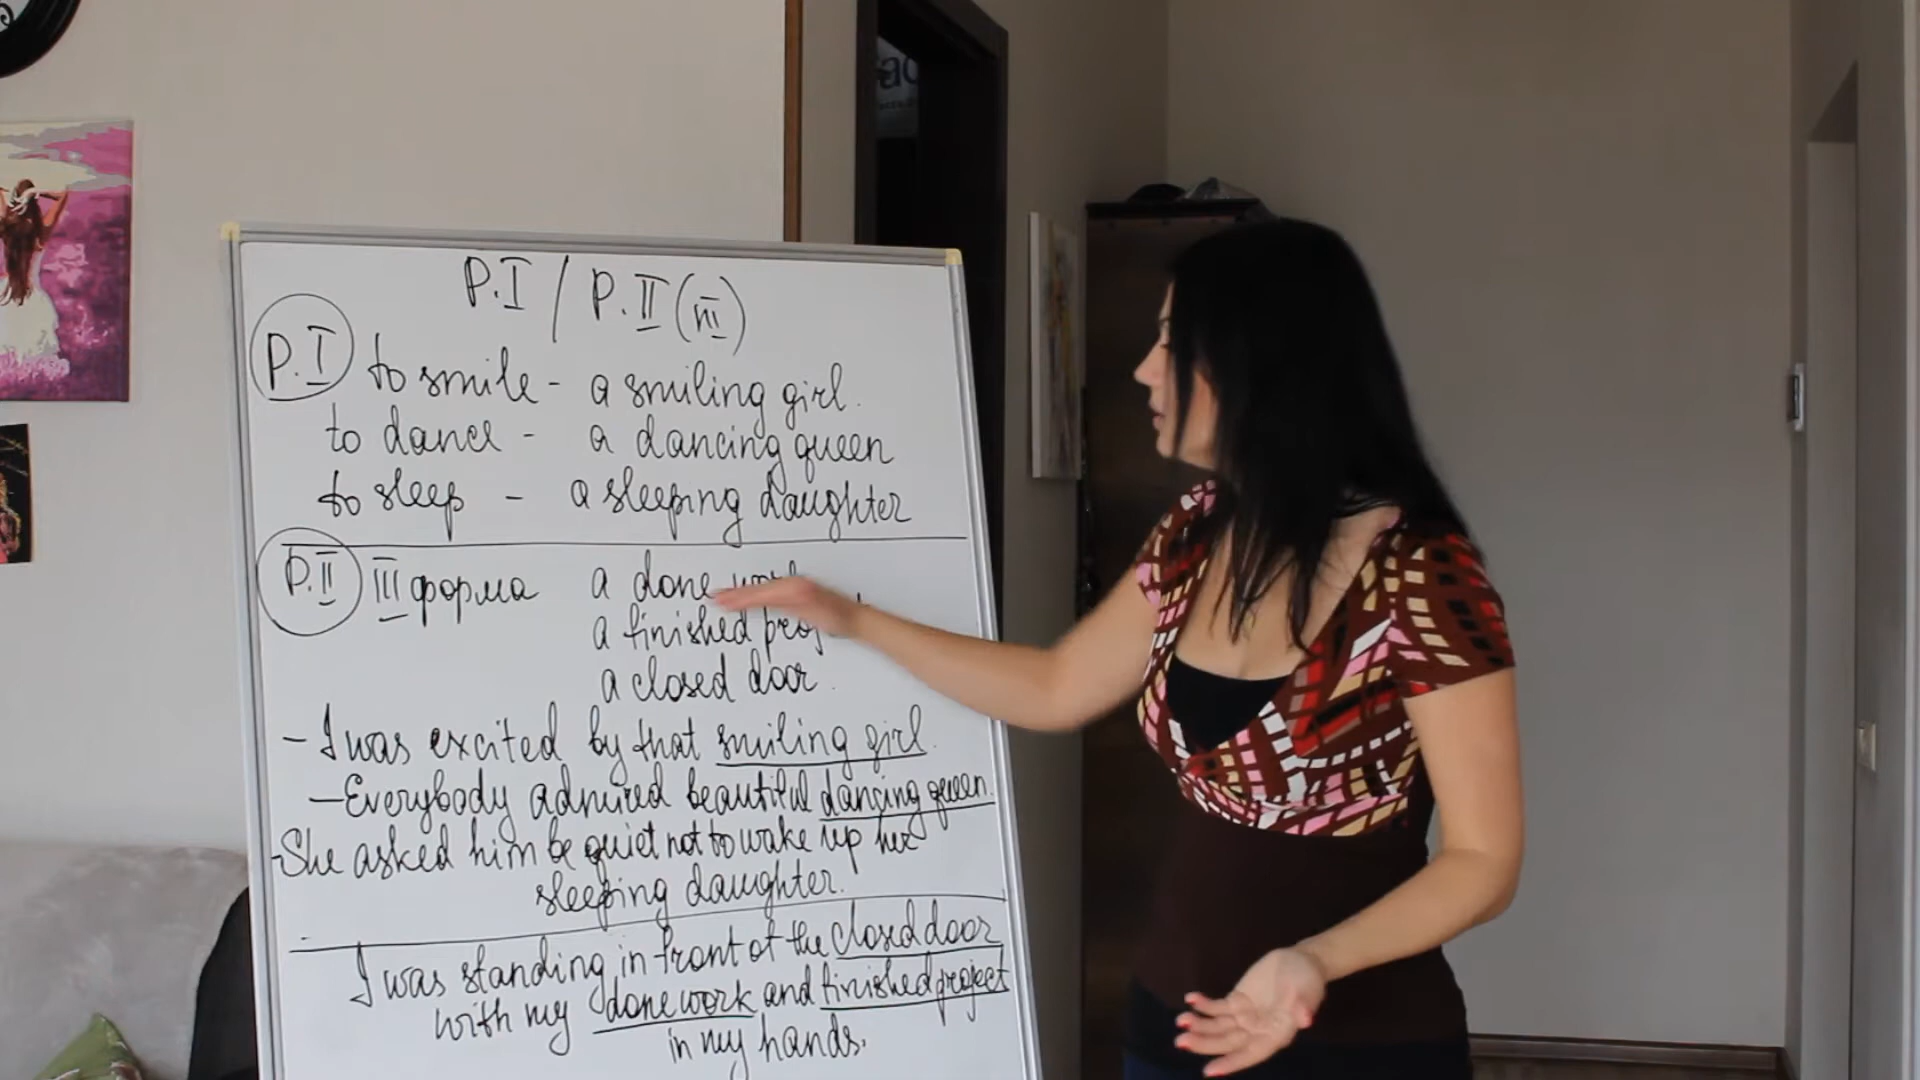 P.I / P.II (III)
P.I to smile - a smiling girl.
to dance - a dancing queen
to sleep - a sleeping daughter
P.II III форма a done
a finished
a closed door.
- I was excited by that smiling girl.
- Everybody admired beautiful dancing queen.
- She asked him be quiet not to wake up her
sleeping daughter.
I was standing in front of the closed door
with my done work and finished project
in my hands.